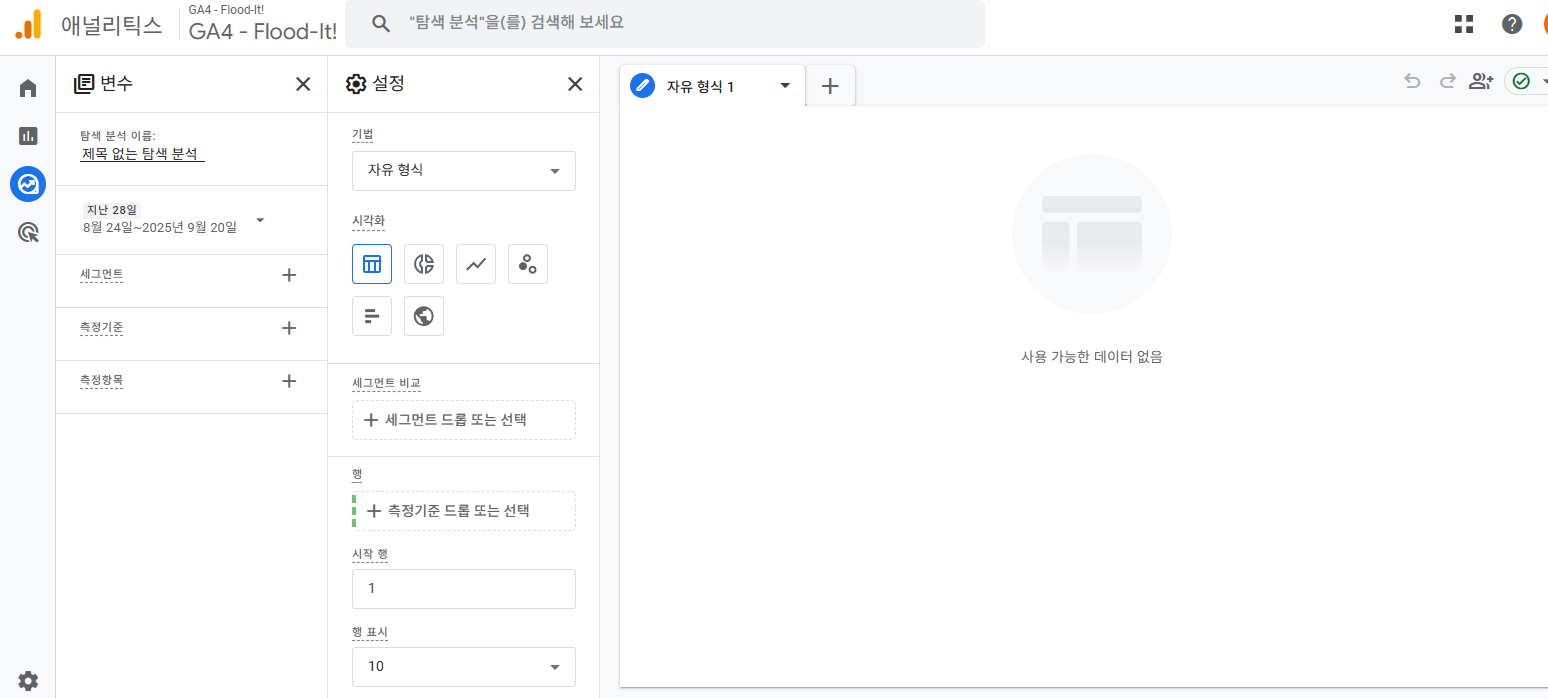 애널리틱스
GA4 - Flood-It!
GA4 - Flood-It!
"탐색 분석"을(를) 검색해 보세요
변수
탐색 분석 이름:
제목 없는 탐색 분석
지난 28일
8월 24일~2025년 9월 20일
세그먼트
측정기준
측정항목
설정
기법
자유 형식
시각화
세그먼트 비교
세그먼트 드롭 또는 선택
행
측정기준 드롭 또는 선택
시작 행
1
행 표시
10
자유 형식 1
사용 가능한 데이터 없음